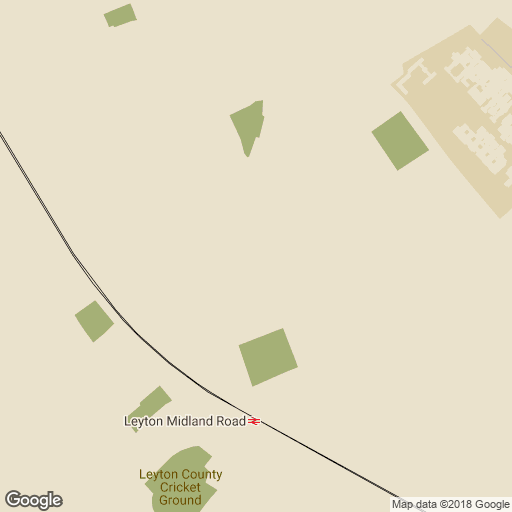 Leyton Midland Road
Leyton County
Cricket
Ground
Google
Map data ©2018 Google